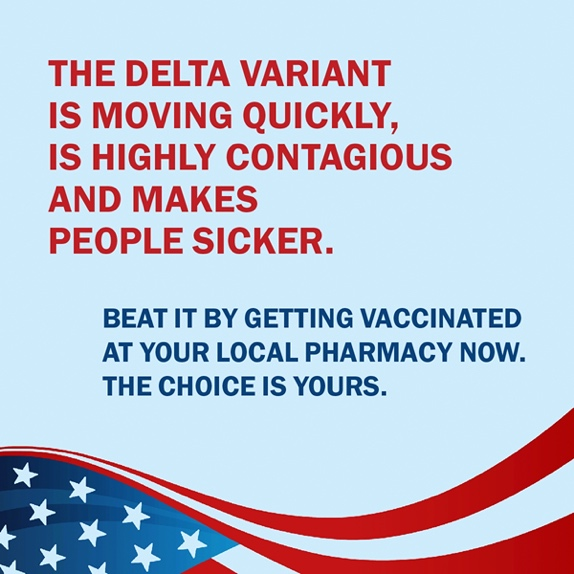 THE DELTA VARIANT
IS MOVING QUICKLY,
IS HIGHLY CONTAGIOUS
AND MAKES
PEOPLE SICKER.
BEAT IT BY GETTING VACCINATED
AT YOUR LOCAL PHARMACY NOW.
THE CHOICE IS YOURS.